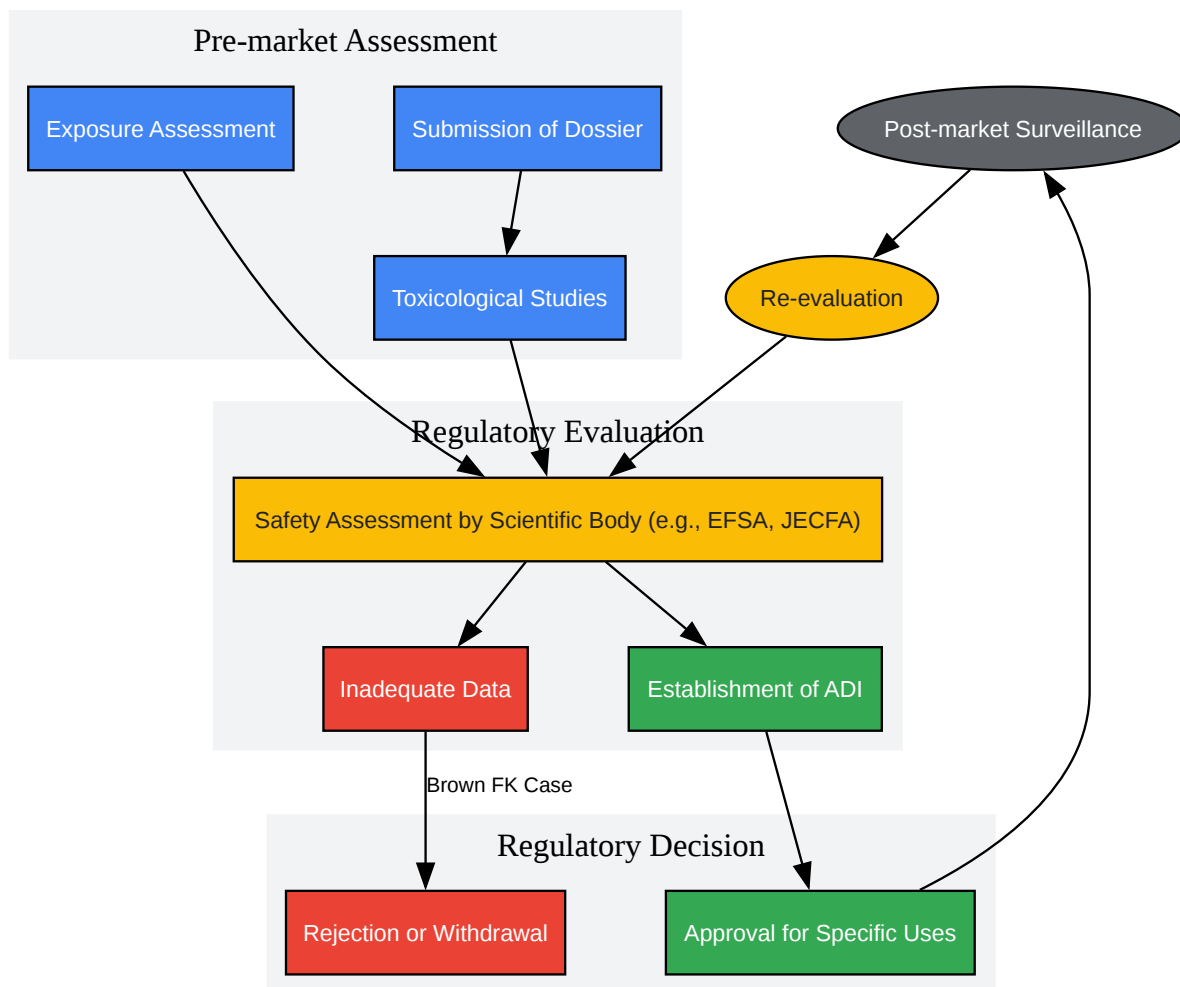 Pre-market Assessment
Exposure Assessment
Submission of Dossier
Post-market Surveillance
Toxicological Studies
Re-evaluation
Regulatory Evaluation
Safety Assessment by Scientific Body (e.g., EFSA, JECFA)
Inadequate Data
Establishment of ADI
Brown FK Case
Regulatory Decision
Rejection or Withdrawal
Approval for Specific Uses